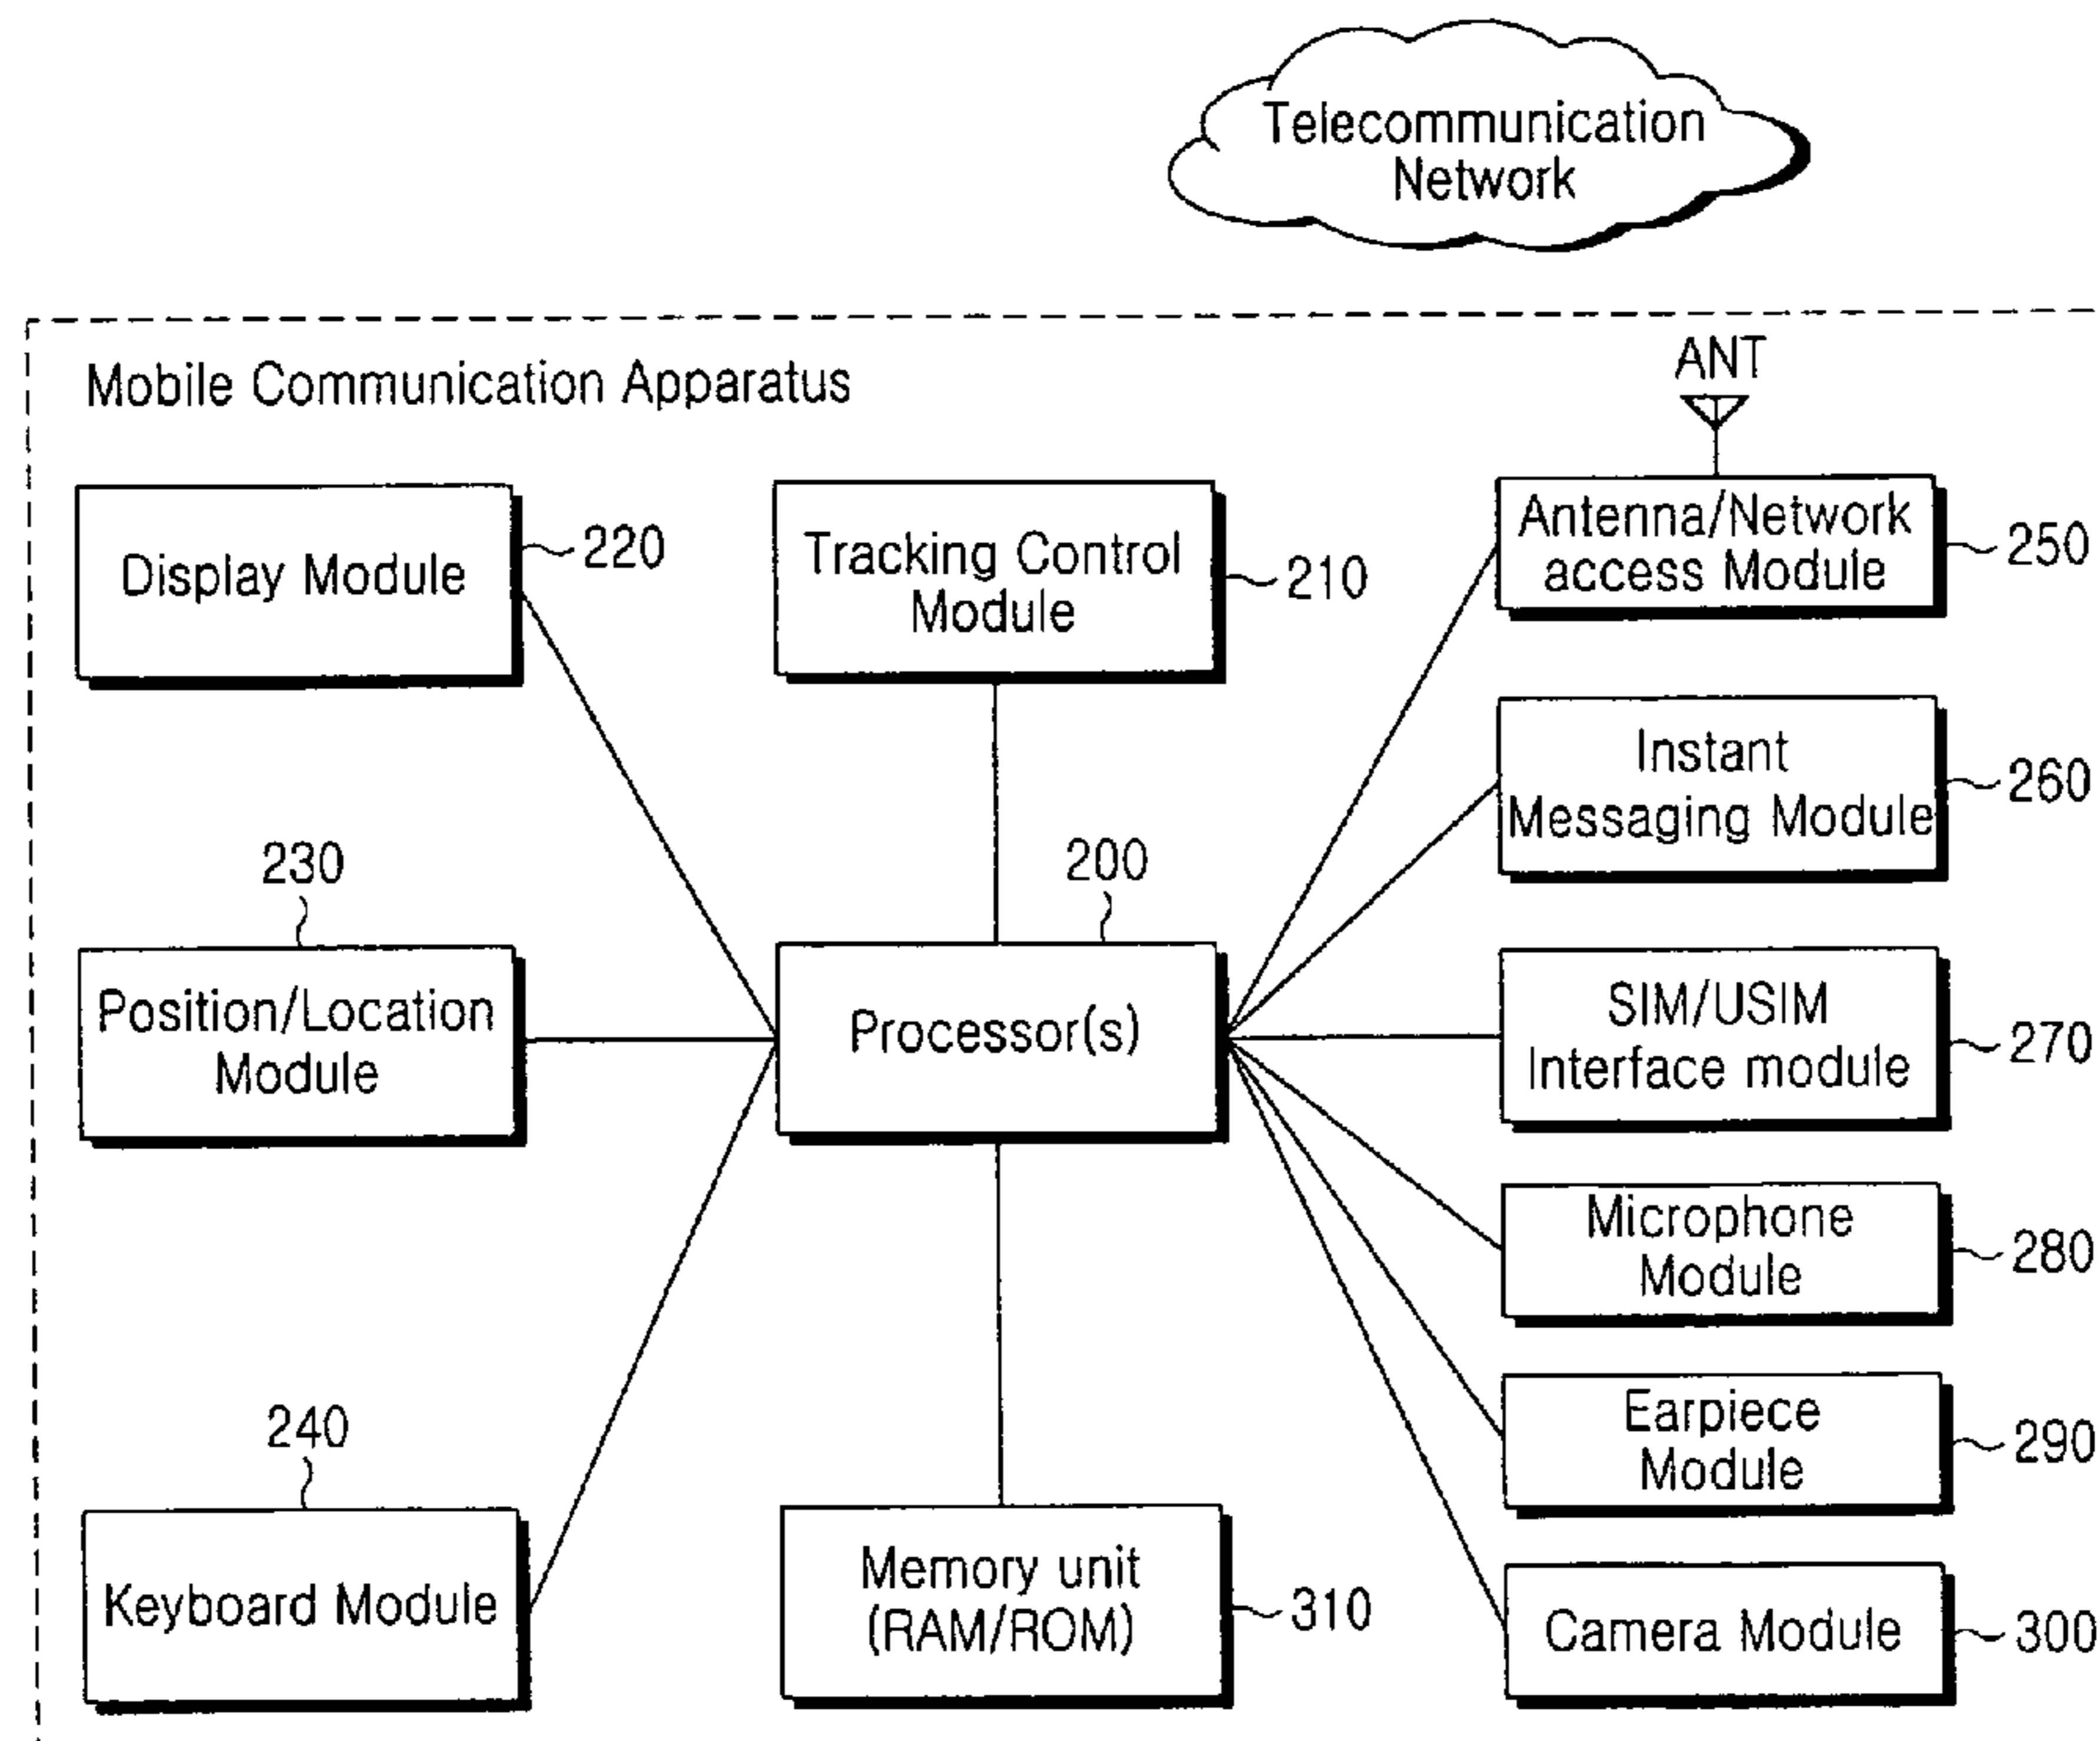 Telecommunication
Network
Mobile Communication Apparatus
ANT
Display Module
220
Tracking Control
Module
210
Antenna/Network
access Module
250
Instant
Messaging Module
260
230
Position/Location
Module
200
Processor(s)
SIM/USIM
Interface module
270
Microphone
Module
280
Earpiece
Module
290
240
Keyboard Module
Memory unit
(RAM/ROM)
310
Camera Module
300